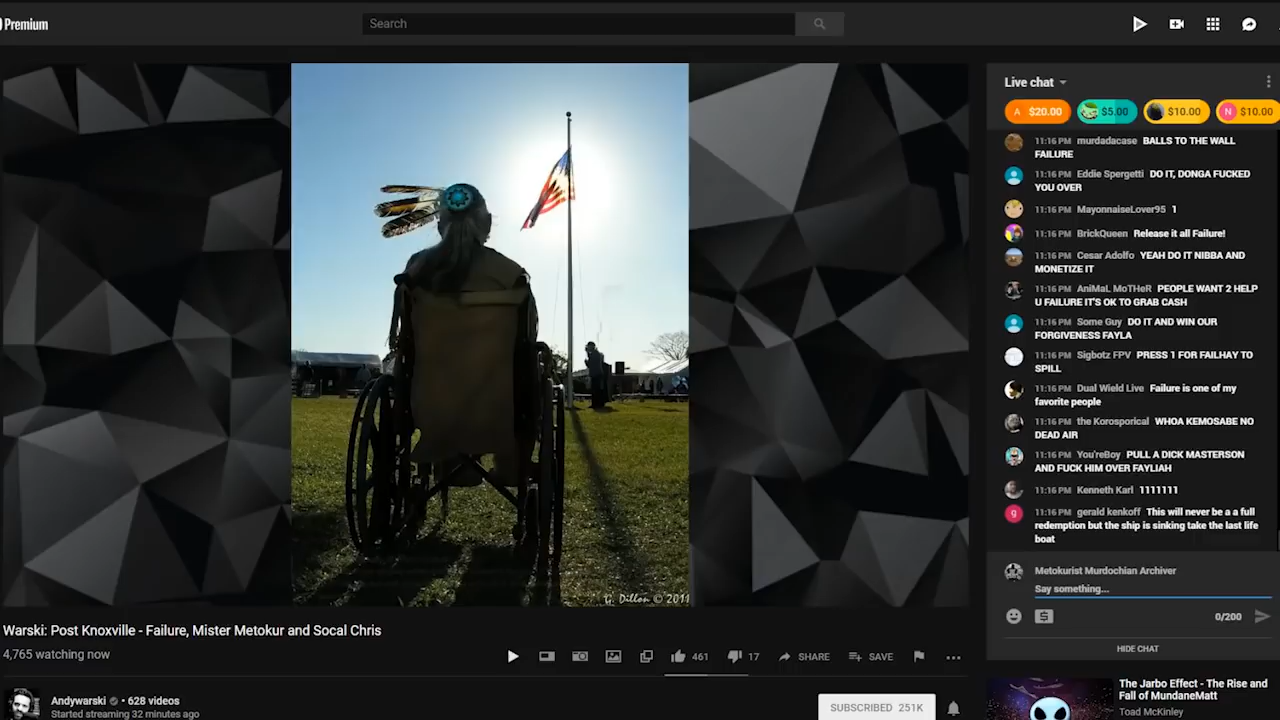 Premium
Search
Live chat
A $20.00 $5.00 $10.00 N $10.00
11:16 PM murdadacase BALLS TO THE WALL
FAILURE
11:16 PM Eddie Spergetti DO IT, DONGA FUCKED
YOU OVER
11:16 PM MayonnaiseLover95 1
11:16 PM BrickQueen Release it all Failure!
11:16 PM Cesar Adolfo YEAH DO IT NIBBA AND
MONETIZE IT
11:16 PM AniMaL MoTHeR PEOPLE WANT 2 HELP
U FAILURE IT'S OK TO GRAB CASH
11:16 PM Some Guy DO IT AND WIN OUR
FORGIVENESS FAYLA
11:16 PM Sigbotz FPV PRESS 1 FOR FAILHAY TO
SPILL
11:16 PM Dual Wield Live Failure is one of my
favorite people
11:16 PM the Korosporical WHOA KEMOSABE NO
DEAD AIR
11:16 PM You'reBoy PULL A DICK MASTERSON
AND FUCK HIM OVER FAYLIAH
11:16 PM Kenneth Karl 1111111
g 11:16 PM gerald kenkoff This will never be a a full
redemption but the ship is sinking take the last life
boat
Metokurist Murdochian Archiver
Say something...
0/200
HIDE CHAT
G. Dillon © 2011
Warski: Post Knoxville - Failure, Mister Metokur and Socal Chris
4,765 watching now
461 17 SHARE SAVE
Andywarski • 628 videos
Started streaming 32 minutes ago
SUBSCRIBED 251K
The Jarbo Effect - The Rise and
Fall of MundaneMatt
Toad McKinley